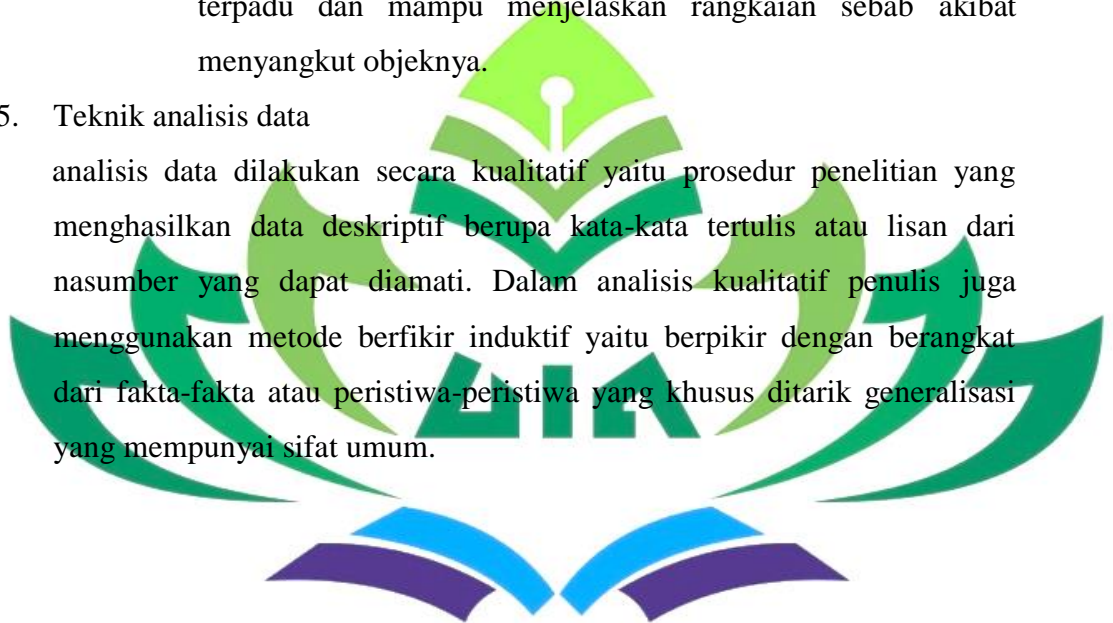 terpadu dan mampu menjelaskan rangkaian sebab akibat
menyangkut objeknya.
5. Teknik analisis data
analisis data dilakukan secara kualitatif yaitu prosedur penelitian yang
menghasilkan data deskriptif berupa kata-kata tertulis atau lisan dari
nasumber yang dapat diamati. Dalam analisis kualitatif penulis juga
menggunakan metode berfikir induktif yaitu berpikir dengan berangkat
dari fakta-fakta atau peristiwa-peristiwa yang khusus ditarik generalisasi
yang mempunyai sifat umum.